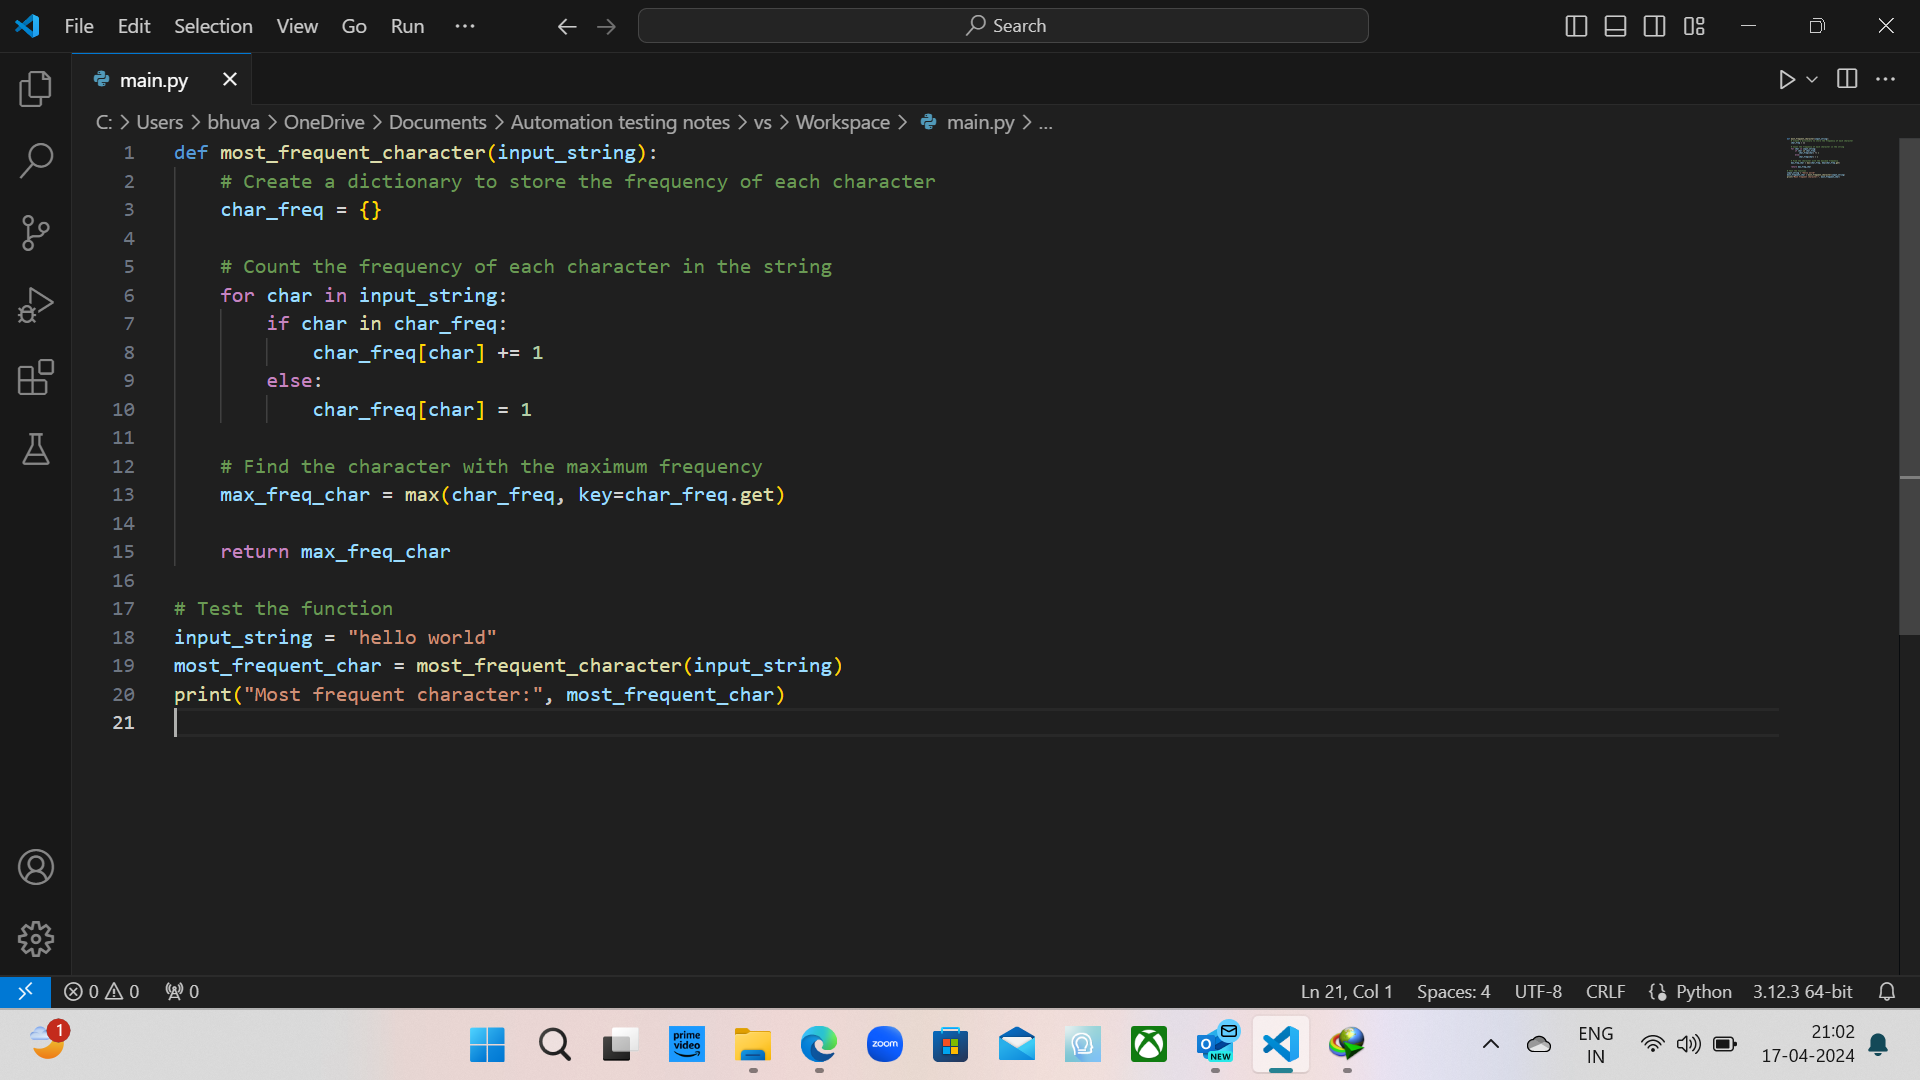 File Edit Selection View Go Run ··· Search
main.py
C: > Users > bhuva > OneDrive > Documents > Automation testing notes > vs > Workspace > main.py > ...
1 def most_frequent_character(input_string):
2 # Create a dictionary to store the frequency of each character
3 char_freq = {}
4
5 # Count the frequency of each character in the string
6 for char in input_string:
7 if char in char_freq:
8 char_freq[char] += 1
9 else:
10 char_freq[char] = 1
11
12 # Find the character with the maximum frequency
13 max_freq_char = max(char_freq, key=char_freq.get)
14
15 return max_freq_char
16
17 # Test the function
18 input_string = "hello world"
19 most_frequent_char = most_frequent_character(input_string)
20 print("Most frequent character:", most_frequent_char)
21
0 0 0 Ln 21, Col 1 Spaces: 4 UTF-8 CRLF Python 3.12.3 64-bit
1 prime video zoom NEW ENG IN 21:02
17-04-2024